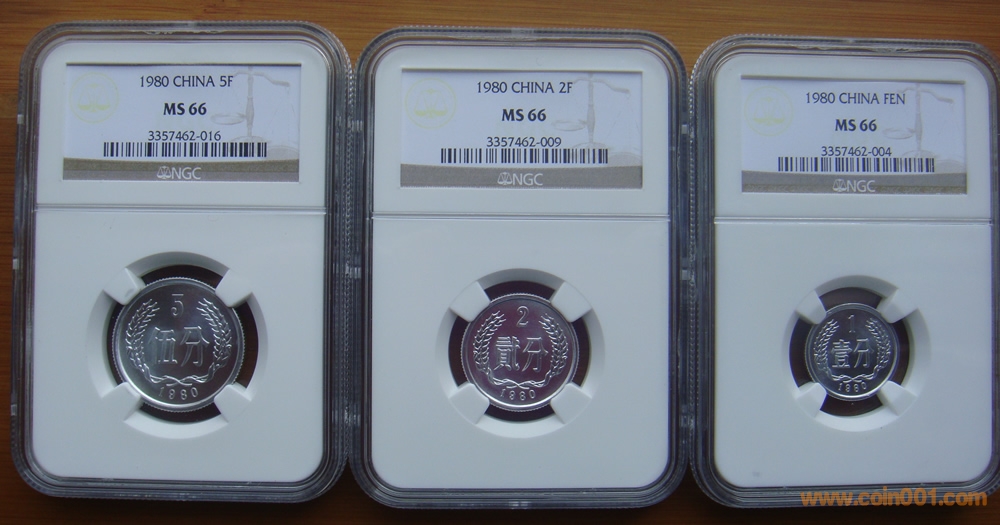 1980 CHINA 5F
MS 66
3357462-016
NGC
5
伍分
1980
1980 CHINA 2F
MS 66
3357462-009
NGC
2
貳分
1980
1980 CHINA FEN
MS 66
3357462-004
NGC
1
壹分
1980
www.coin001.com